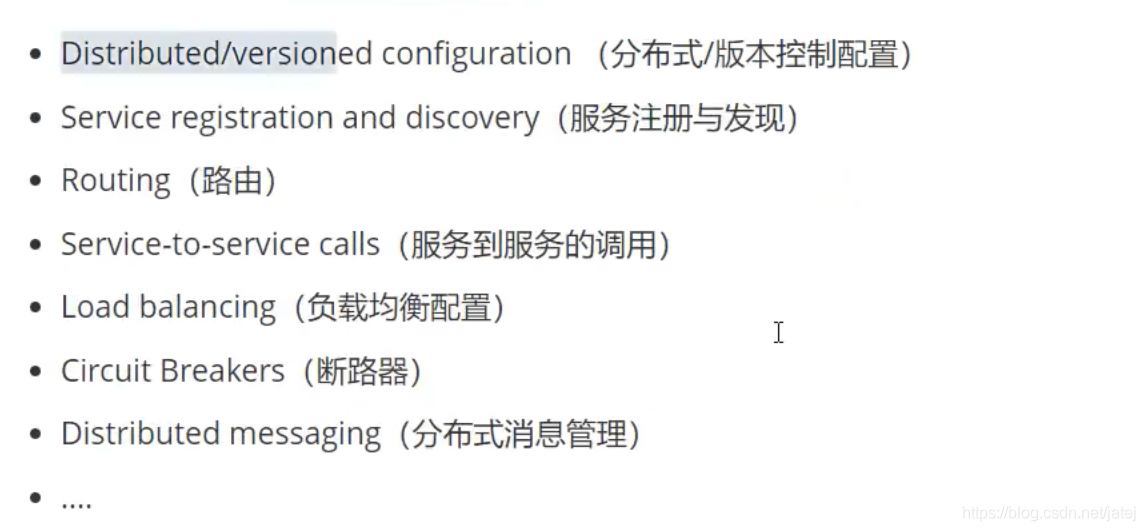 • Distributed/versioned configuration （分布式/版本控制配置）
• Service registration and discovery（服务注册与发现）
• Routing（路由）
• Service-to-service calls（服务到服务的调用）
• Load balancing（负载均衡配置）
• Circuit Breakers（断路器）
• Distributed messaging（分布式消息管理）
• ....
https://blog.csdn.net/jatej